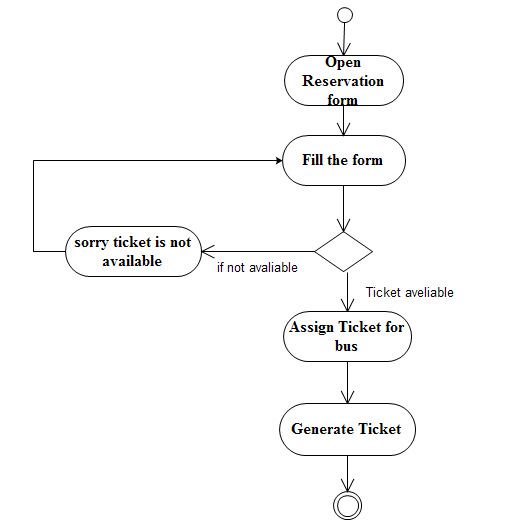 Open
Reservation
form
Fill the form
sorry ticket is not
available
if not avaliable
Ticket aveliable
Assign Ticket for
bus
Generate Ticket